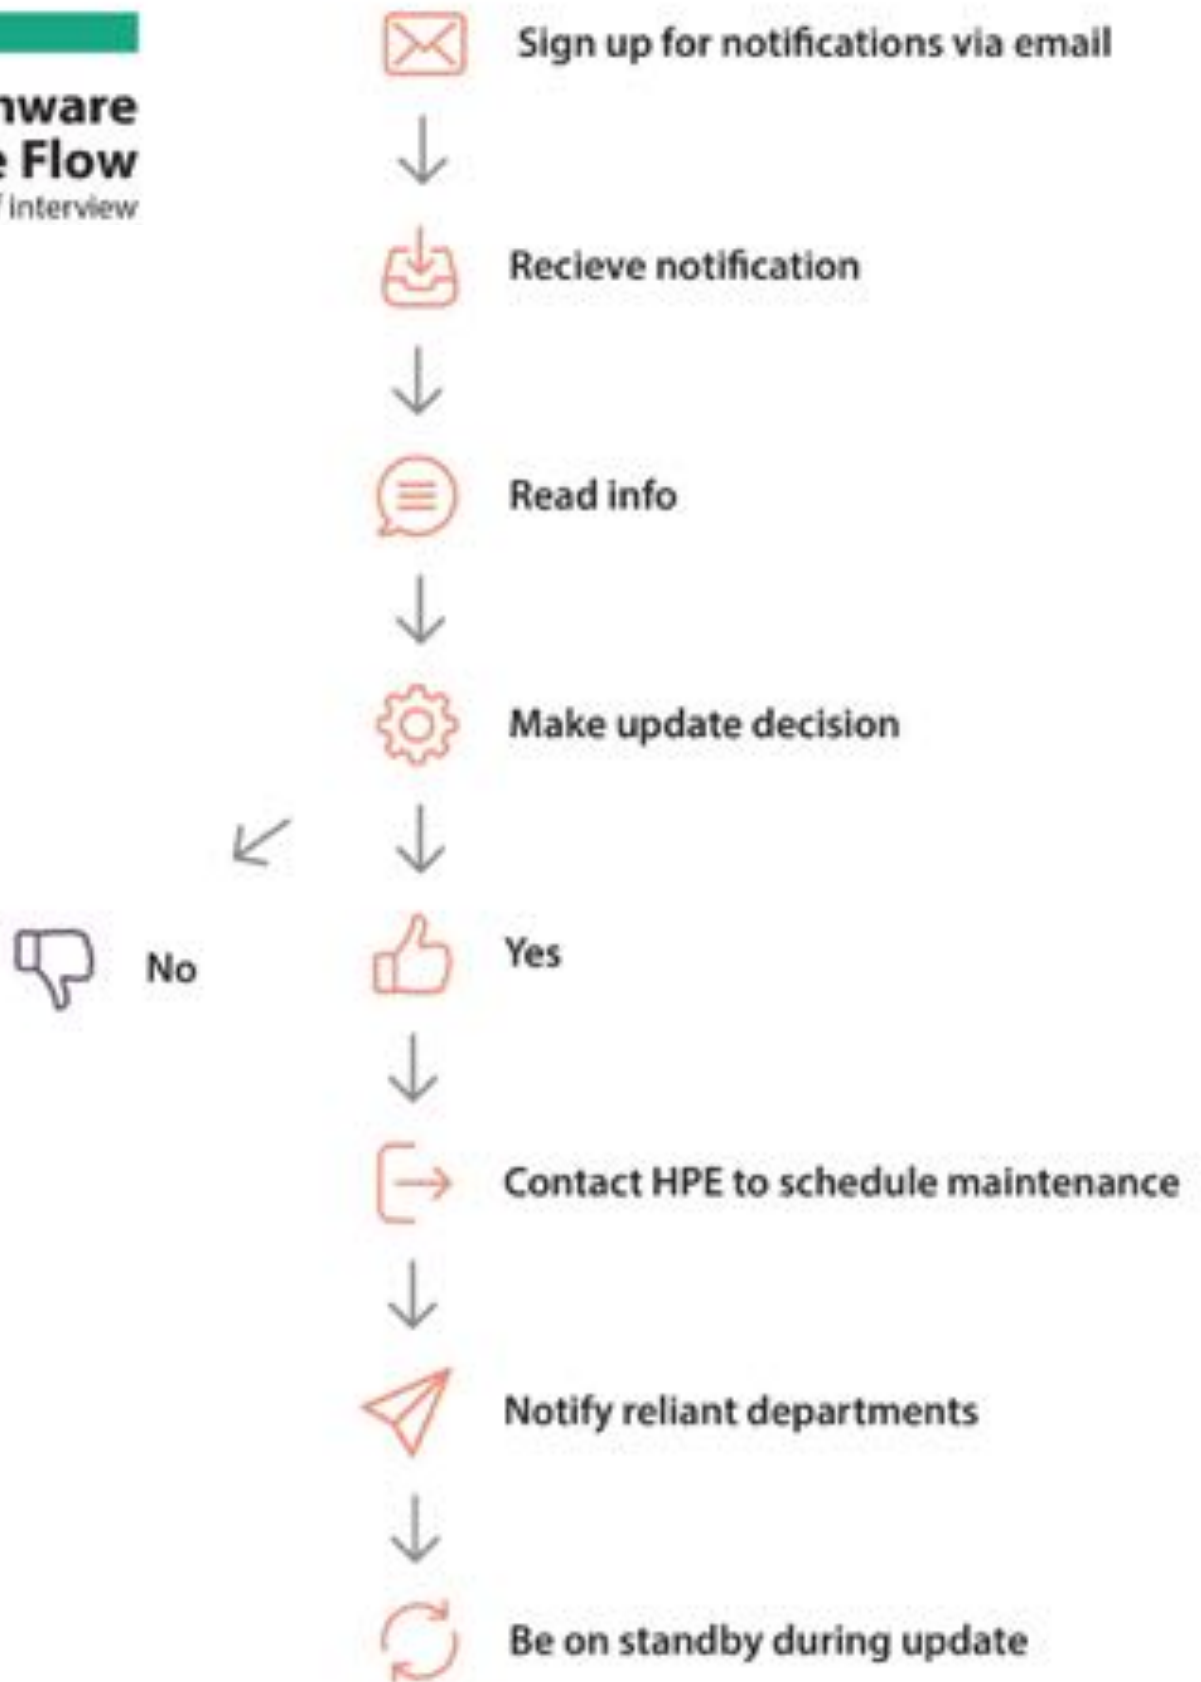 Sign up for notifications via email
Flow
interview
Recieve notification
Read info
Make update decision
No
Yes
Contact HPE to schedule maintenance
Notify reliant departments
Be on standby during update